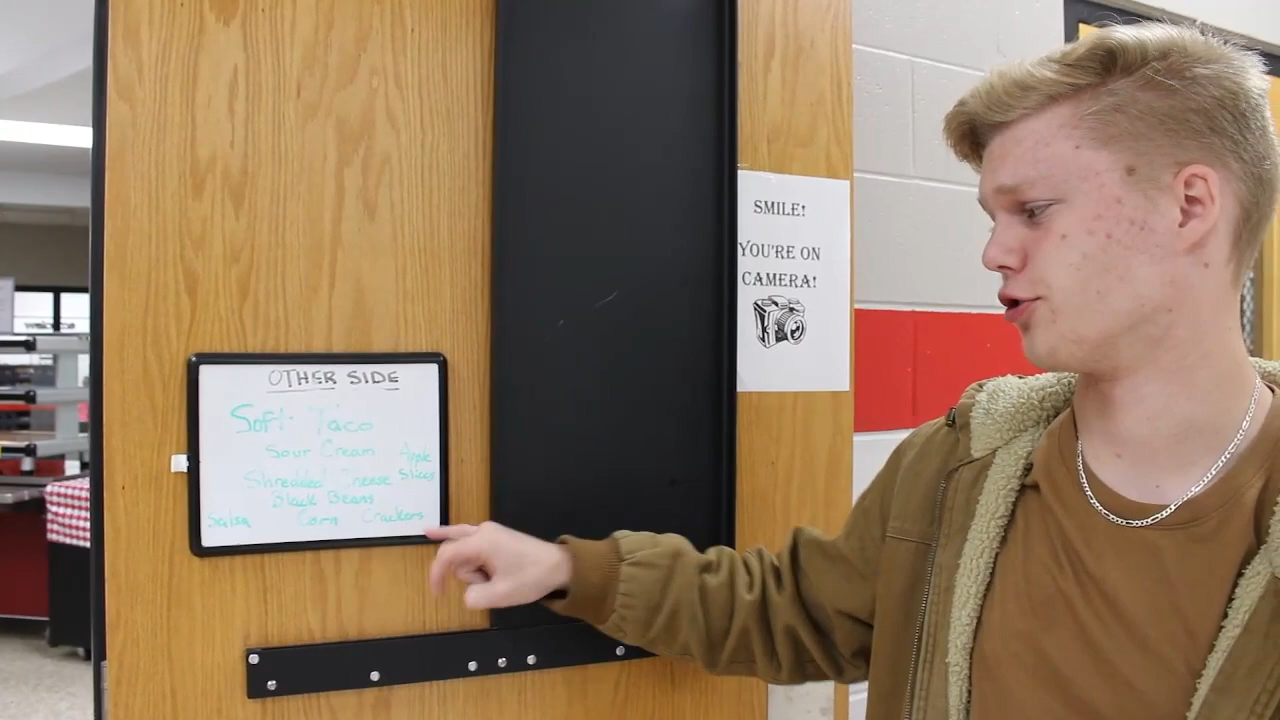 OTHER SIDE
Soft Taco
Sour Cream
Apple
Shredded Cheese
Slices
Black Beans
Salsa Corn Crackers
SMILE!
YOU'RE ON
CAMERA!